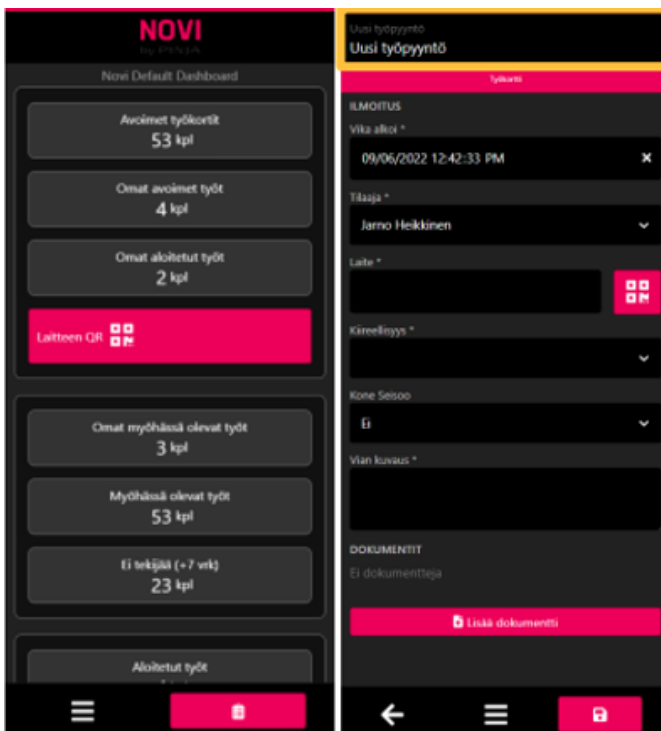 NOVI
by PINJA
Novi Default Dashboard
Avoimet työkortit
53 kpl
Omat avoimet työt
4 kpl
Omat aloitetut työt
2 kpl
Laitteen QR
Omat myöhässä olevat työt
3 kpl
Myöhässä olevat työt
53 kpl
Ei tekijää (+7 vrk)
23 kpl
Aloitetut työt
Uusi työpyyntö
Uusi työpyyntö
Työkortti
ILMOITUS
Vika alkoi *
09/06/2022 12:42:33 PM
Tilaaja *
Jarno Heikkinen
Laite *
Kiireellisyys *
Kone Seisoo
Ei
Vian kuvaus *
DOKUMENTIT
Ei dokumentteja
Lisää dokumentti